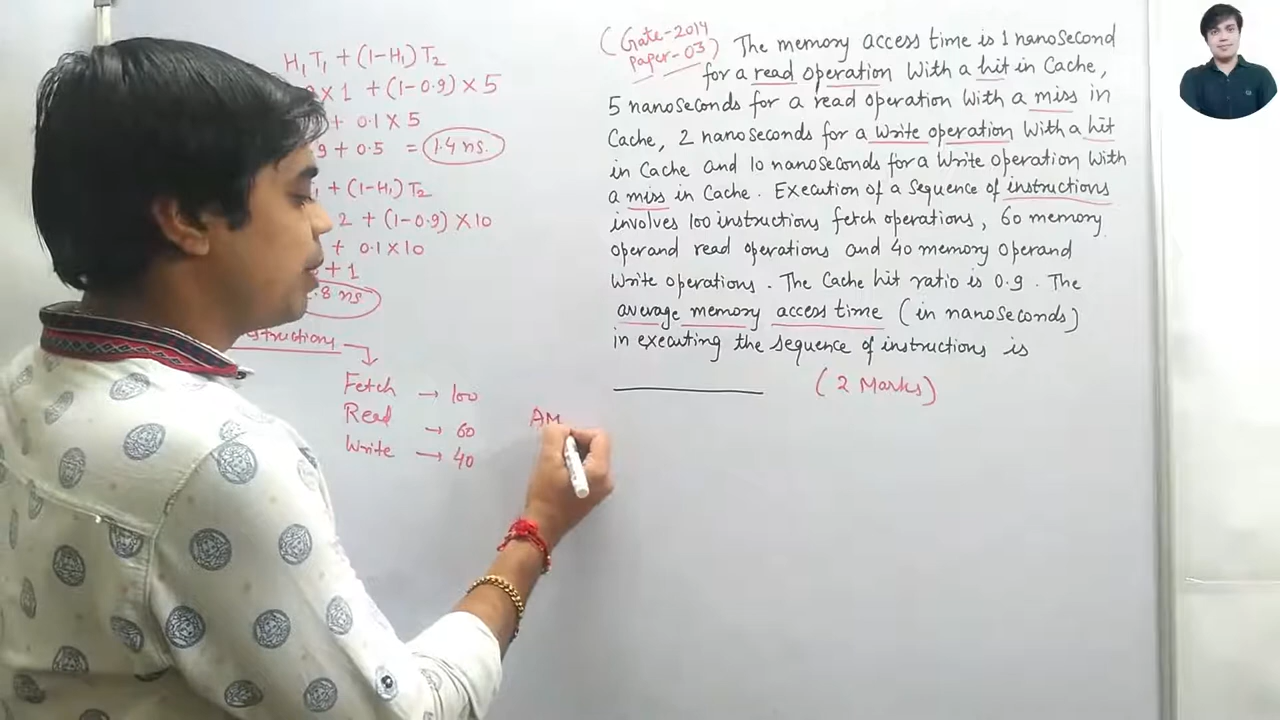 H₁T₁ + (1-H₁) T₂
× 1 + (1-0.9) × 5
+ 0.1 × 5
9 + 0.5 = 1.4 ns.
+ (1-H₁) T₂
2 + (1-0.9) × 10
+ 0.1 × 10
+ 1
.8 ns
structions
Fetch → 100
Read → 60
Write → 40
AM
(Gate-2014
Paper-03) The memory access time is 1 nanosecond
for a read operation with a hit in Cache,
5 nanoseconds for a read operation with a miss in
Cache, 2 nanoseconds for a write operation with a hit
in Cache and 10 nanoseconds for a write operation with
a miss in Cache. Execution of a sequence of instructions
involves 100 instructions fetch operations, 60 memory
operand read operations and 40 memory operand
write operations. The Cache hit ratio is 0.9. The
average memory access time (in nanoseconds)
in executing the sequence of instructions is
(2 Marks)